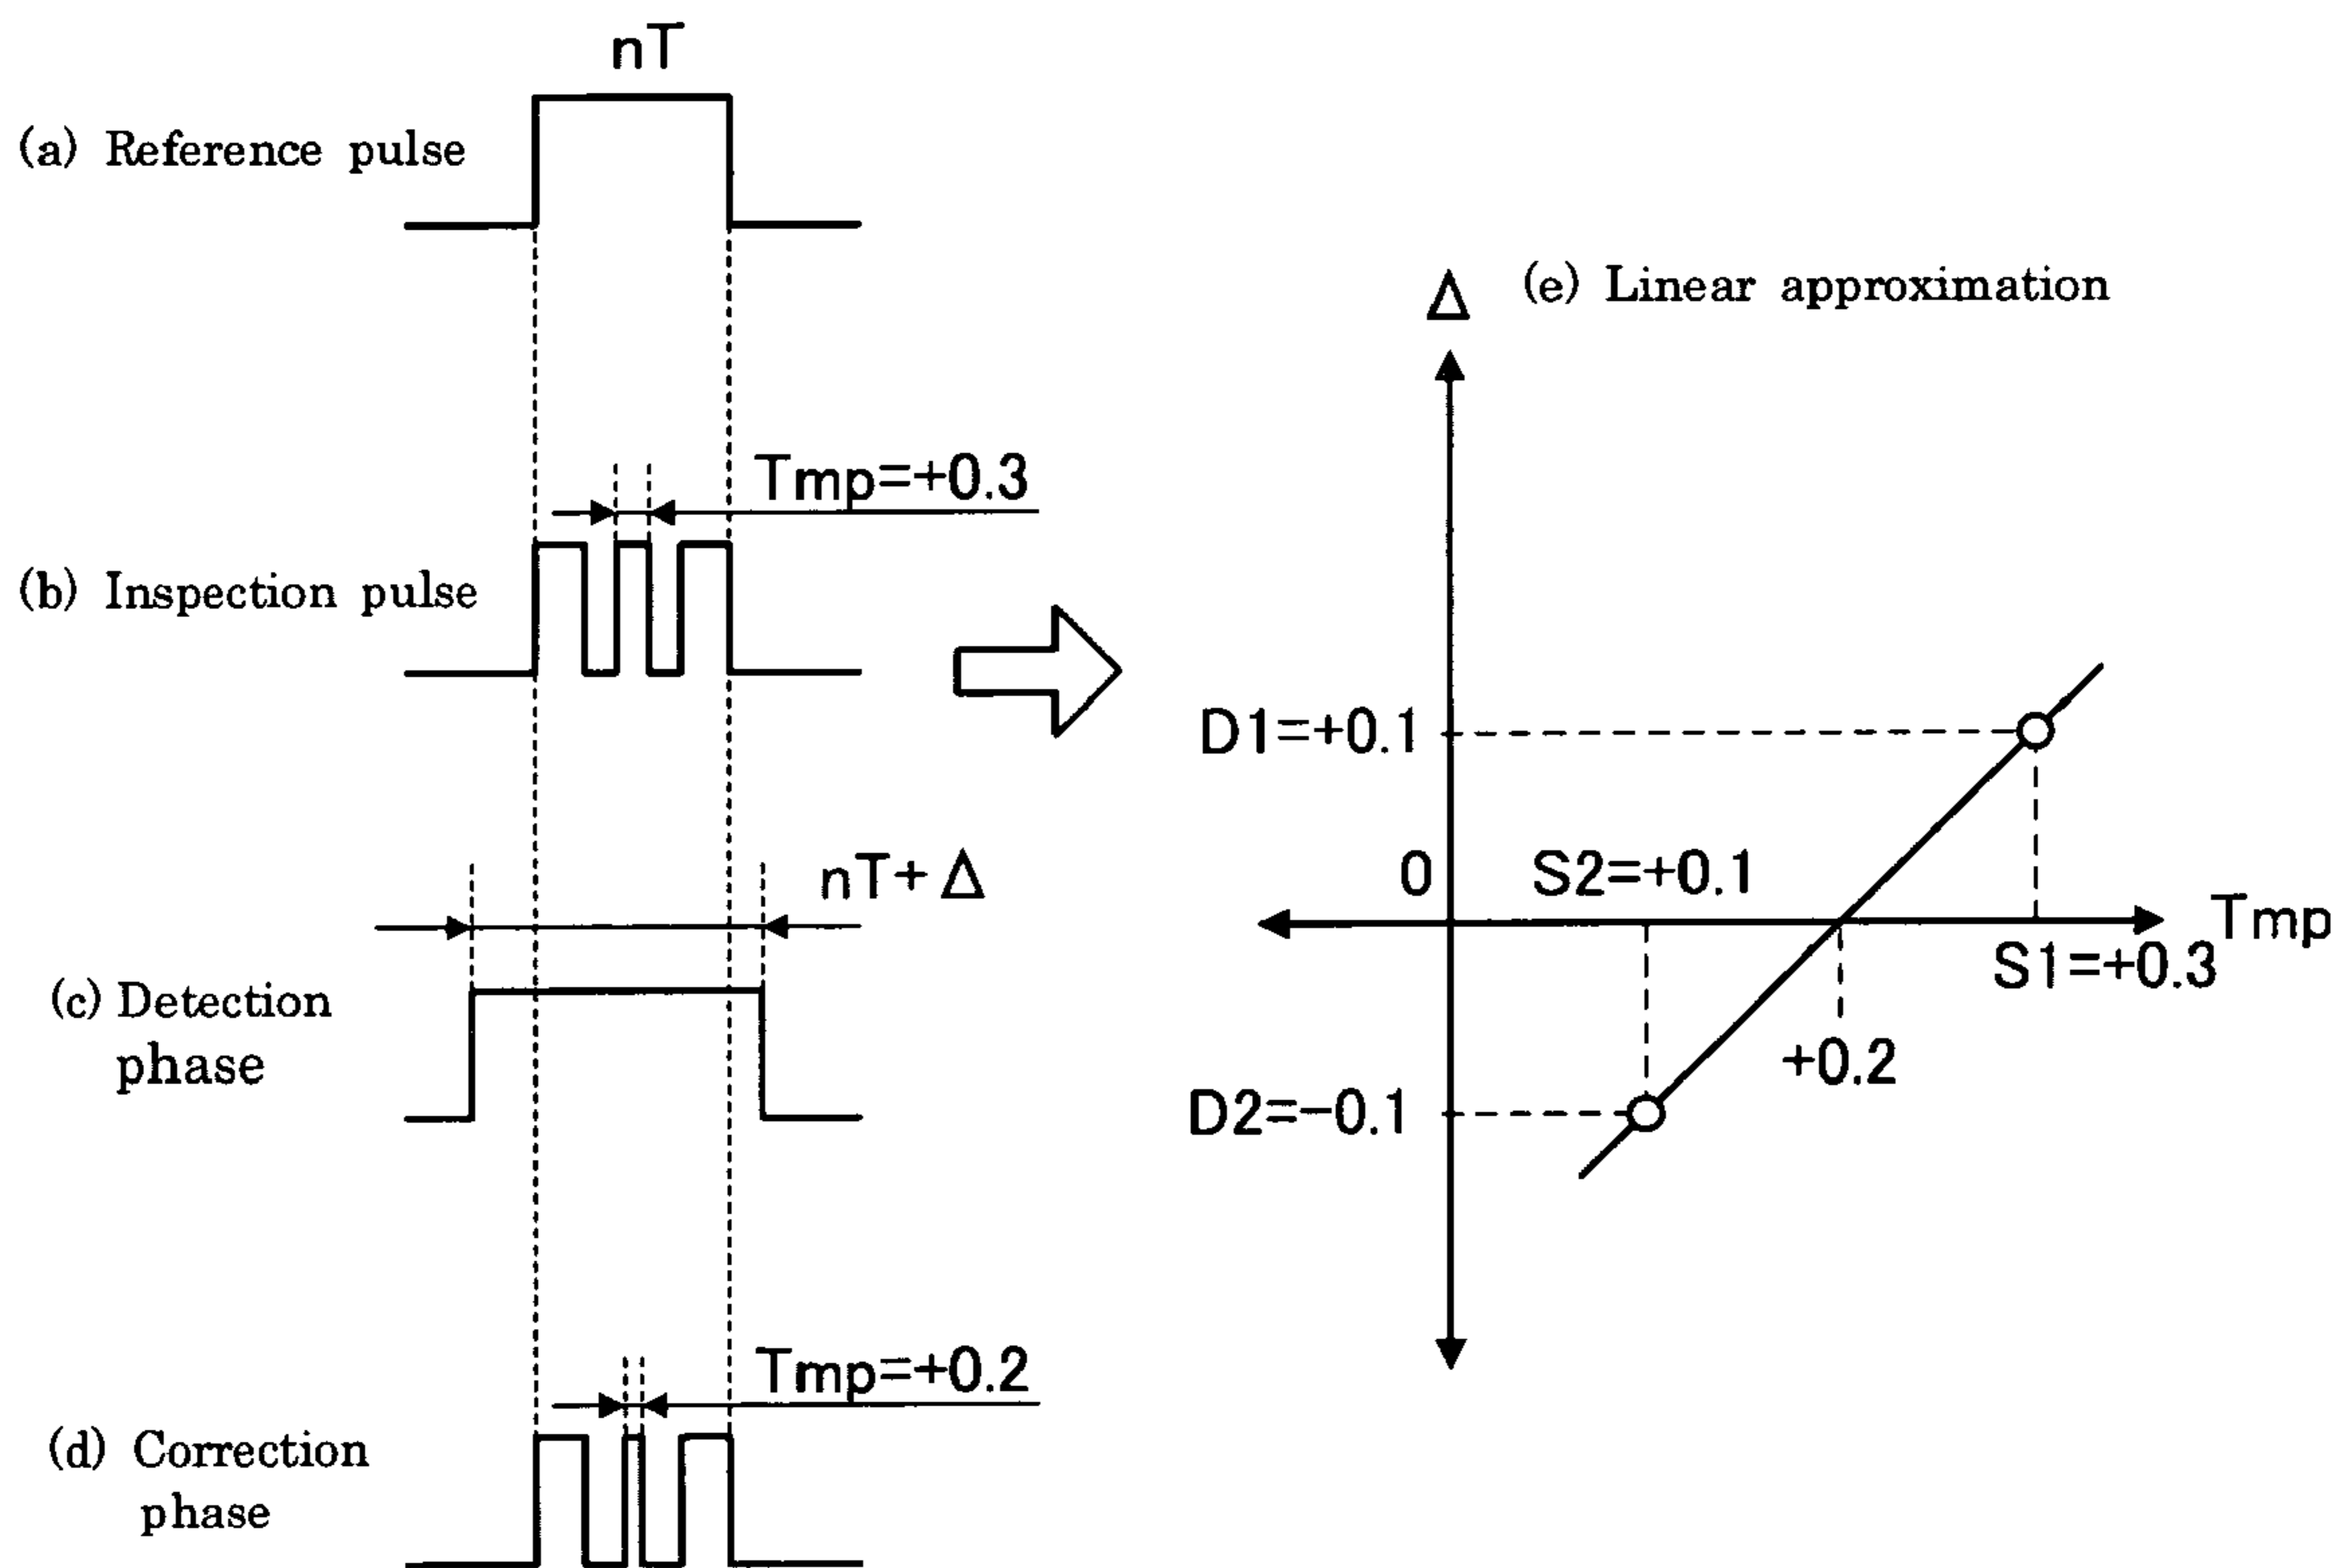 nT
(a) Reference pulse
Tmp=+0.3
(b) Inspection pulse
nT+Δ
(c) Detection
phase
Tmp=+0.2
(d) Correction
phase
Δ
(e) Linear approximation
D1=+0.1
0
S2=+0.1
Tmp
S1=+0.3
+0.2
D2=-0.1